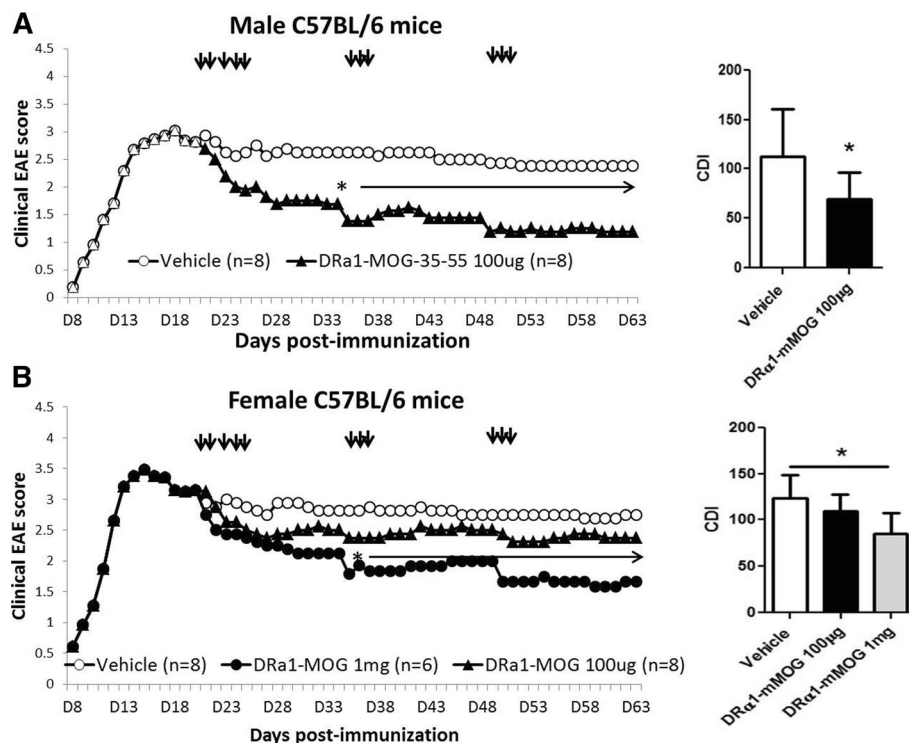 A
Male C57BL/6 mice
Clinical EAE score
4.5
4
3.5
3
2.5
2
1.5
1
0.5
0
*
Vehicle (n=8) DRa1-MOG-35-55 100ug (n=8)
D8 D13 D18 D23 D28 D33 D38 D43 D48 D53 D58 D63
Days post-immunization
CDI
200
150
100
50
0
*
Vehicle
DRα1-mMOG 100µg
B
Female C57BL/6 mice
Clinical EAE score
4.5
4
3.5
3
2.5
2
1.5
1
0.5
0
*
Vehicle (n=8) DRa1-MOG 1mg (n=6) DRa1-MOG 100ug (n=8)
D8 D13 D18 D23 D28 D33 D38 D43 D48 D53 D58 D63
Days post-immunization
CDI
200
150
100
50
0
*
Vehicle
DRα1-mMOG 100µg
DRα1-mMOG 1mg